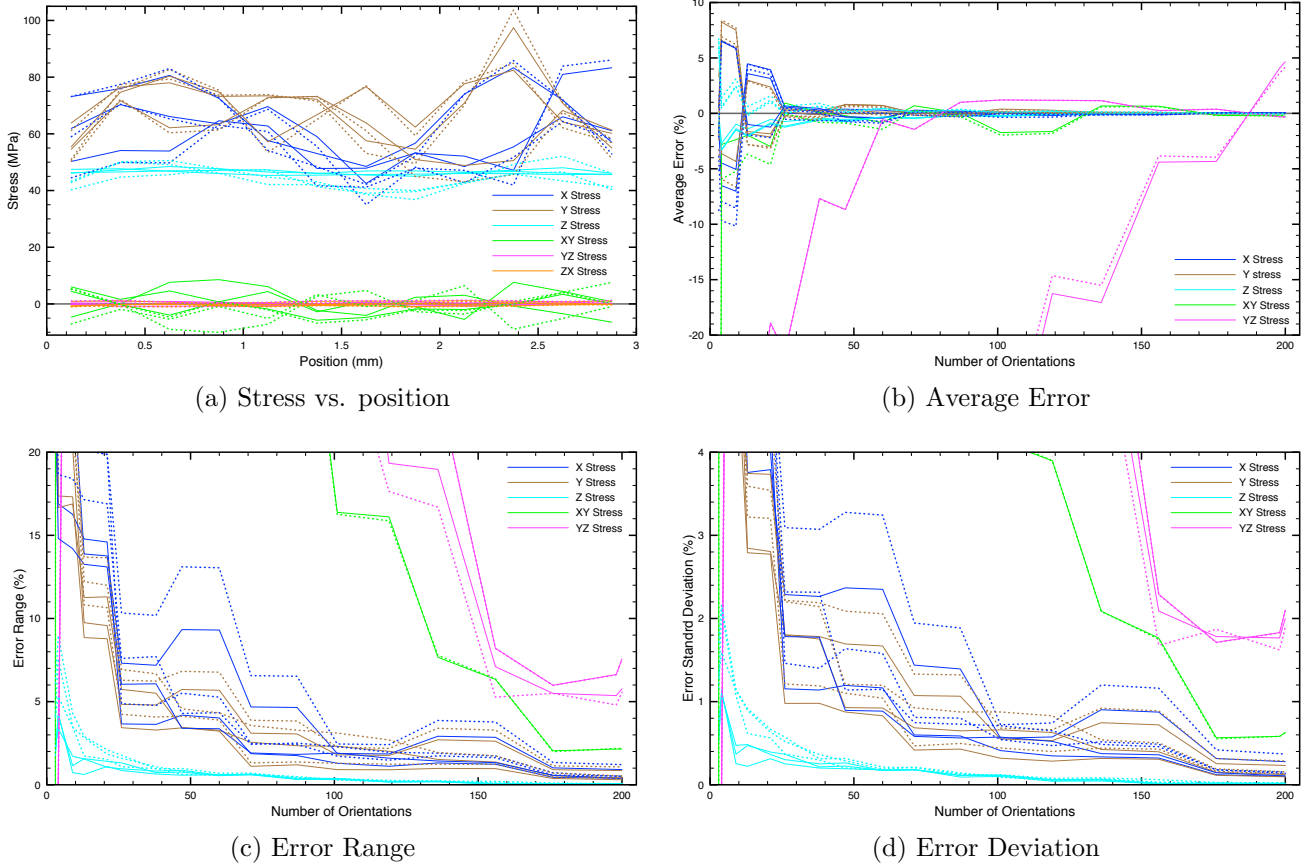 100
80
60
40
20
0
Stress (MPa)
0
0.5
1
1.5
2
2.5
3
Position (mm)
X Stress
Y Stress
Z Stress
XY Stress
YZ Stress
ZX Stress
(a) Stress vs. position
10
5
0
-5
-10
-15
-20
Average Error (%)
0
50
100
150
200
Number of Orientations
X Stress
Y stress
Z Stress
XY Stress
YZ Stress
(b) Average Error
20
15
10
5
0
Error Range (%)
0
50
100
150
200
Number of Orientations
X Stress
Y Stress
Z Stress
XY Stress
YZ Stress
(c) Error Range
4
3
2
1
0
Error Standrd Deviation (%)
0
50
100
150
200
Number of Orientations
X Stress
Y Stress
Z Stress
XY Stress
YZ Stress
(d) Error Deviation